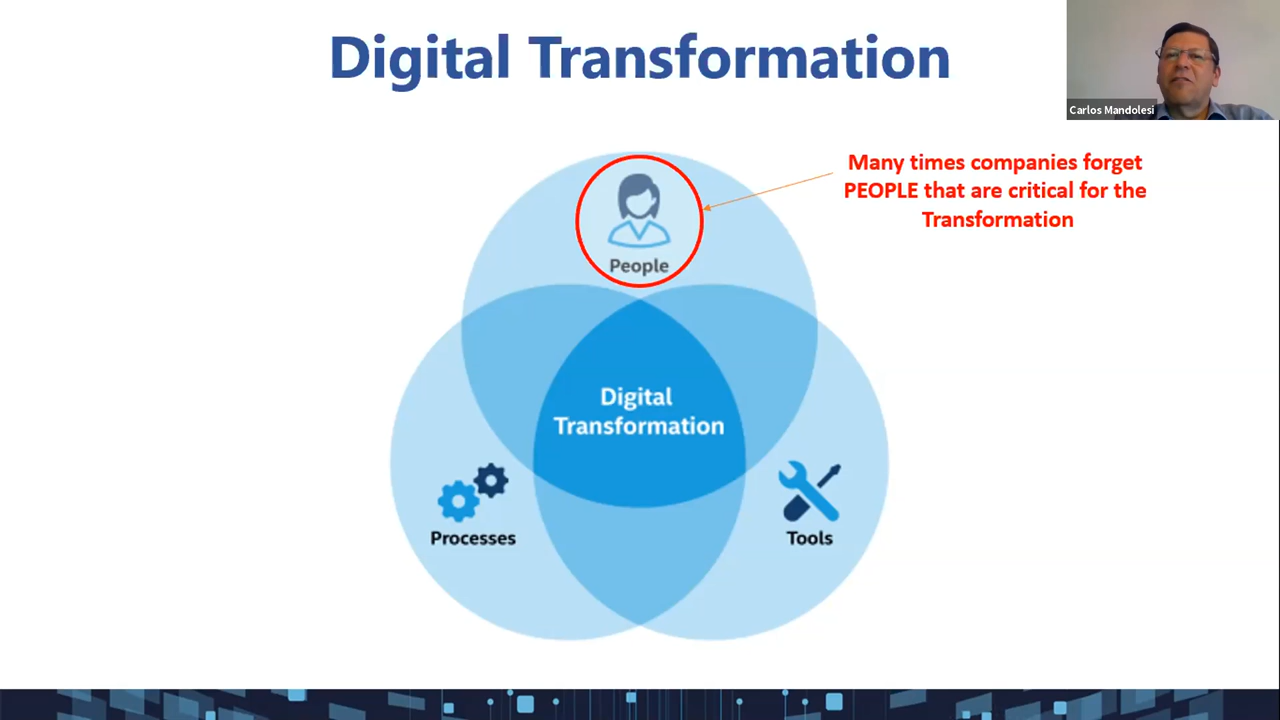 Digital Transformation
Carlos Mandolesi
Many times companies forget
PEOPLE that are critical for the
Transformation
People
Digital
Transformation
Processes
Tools